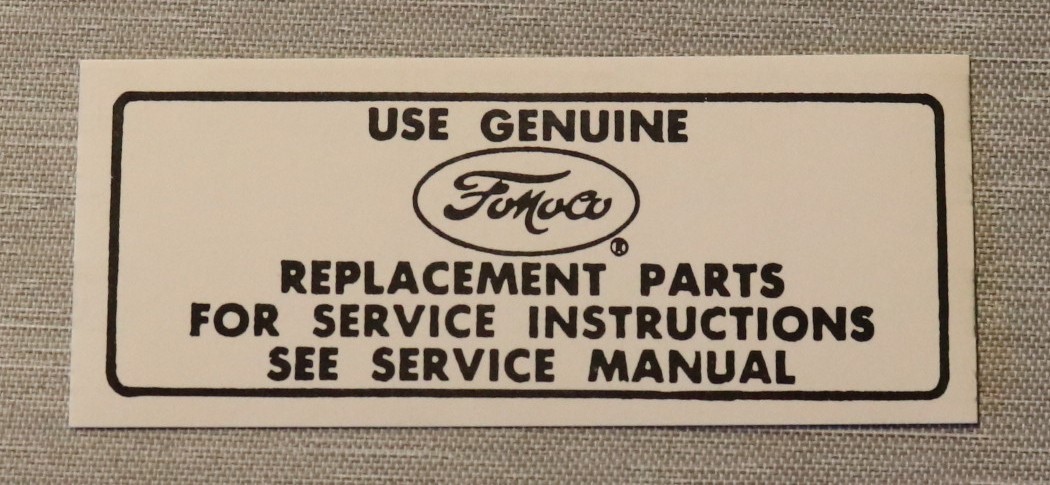 USE GENUINE
FoMoCo
®
REPLACEMENT PARTS
FOR SERVICE INSTRUCTIONS
SEE SERVICE MANUAL